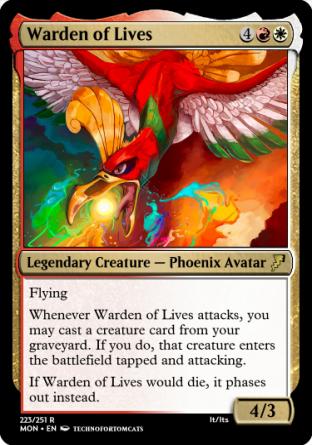 Warden of Lives 4
Legendary Creature — Phoenix Avatar
Flying
Whenever Warden of Lives attacks, you
may cast a creature card from your
graveyard. If you do, that creature enters
the battlefield tapped and attacking.
If Warden of Lives would die, it phases
out instead.
4/3
223/251 R It/Its
MON • EN TECHNOFORTOMCATS